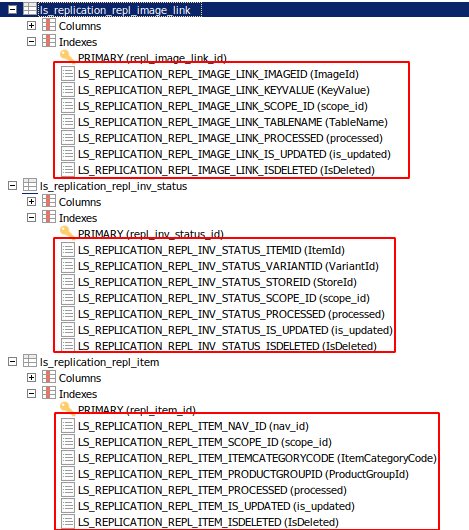 ls_replication_repl_image_link
Columns
Indexes
PRIMARY (repl_image_link_id)
LS_REPLICATION_REPL_IMAGE_LINK_IMAGEID (ImageId)
LS_REPLICATION_REPL_IMAGE_LINK_KEYVALUE (KeyValue)
LS_REPLICATION_REPL_IMAGE_LINK_SCOPE_ID (scope_id)
LS_REPLICATION_REPL_IMAGE_LINK_TABLENAME (TableName)
LS_REPLICATION_REPL_IMAGE_LINK_PROCESSED (processed)
LS_REPLICATION_REPL_IMAGE_LINK_IS_UPDATED (is_updated)
LS_REPLICATION_REPL_IMAGE_LINK_ISDELETED (IsDeleted)
ls_replication_repl_inv_status
Columns
Indexes
PRIMARY (repl_inv_status_id)
LS_REPLICATION_REPL_INV_STATUS_ITEMID (ItemId)
LS_REPLICATION_REPL_INV_STATUS_VARIANTID (VariantId)
LS_REPLICATION_REPL_INV_STATUS_STOREID (StoreId)
LS_REPLICATION_REPL_INV_STATUS_SCOPE_ID (scope_id)
LS_REPLICATION_REPL_INV_STATUS_PROCESSED (processed)
LS_REPLICATION_REPL_INV_STATUS_IS_UPDATED (is_updated)
LS_REPLICATION_REPL_INV_STATUS_ISDELETED (IsDeleted)
ls_replication_repl_item
Columns
Indexes
PRIMARY (repl_item_id)
LS_REPLICATION_REPL_ITEM_NAV_ID (nav_id)
LS_REPLICATION_REPL_ITEM_SCOPE_ID (scope_id)
LS_REPLICATION_REPL_ITEM_ITEMCATEGORYCODE (ItemCategoryCode)
LS_REPLICATION_REPL_ITEM_PRODUCTGROUPID (ProductGroupId)
LS_REPLICATION_REPL_ITEM_PROCESSED (processed)
LS_REPLICATION_REPL_ITEM_IS_UPDATED (is_updated)
LS_REPLICATION_REPL_ITEM_ISDELETED (IsDeleted)